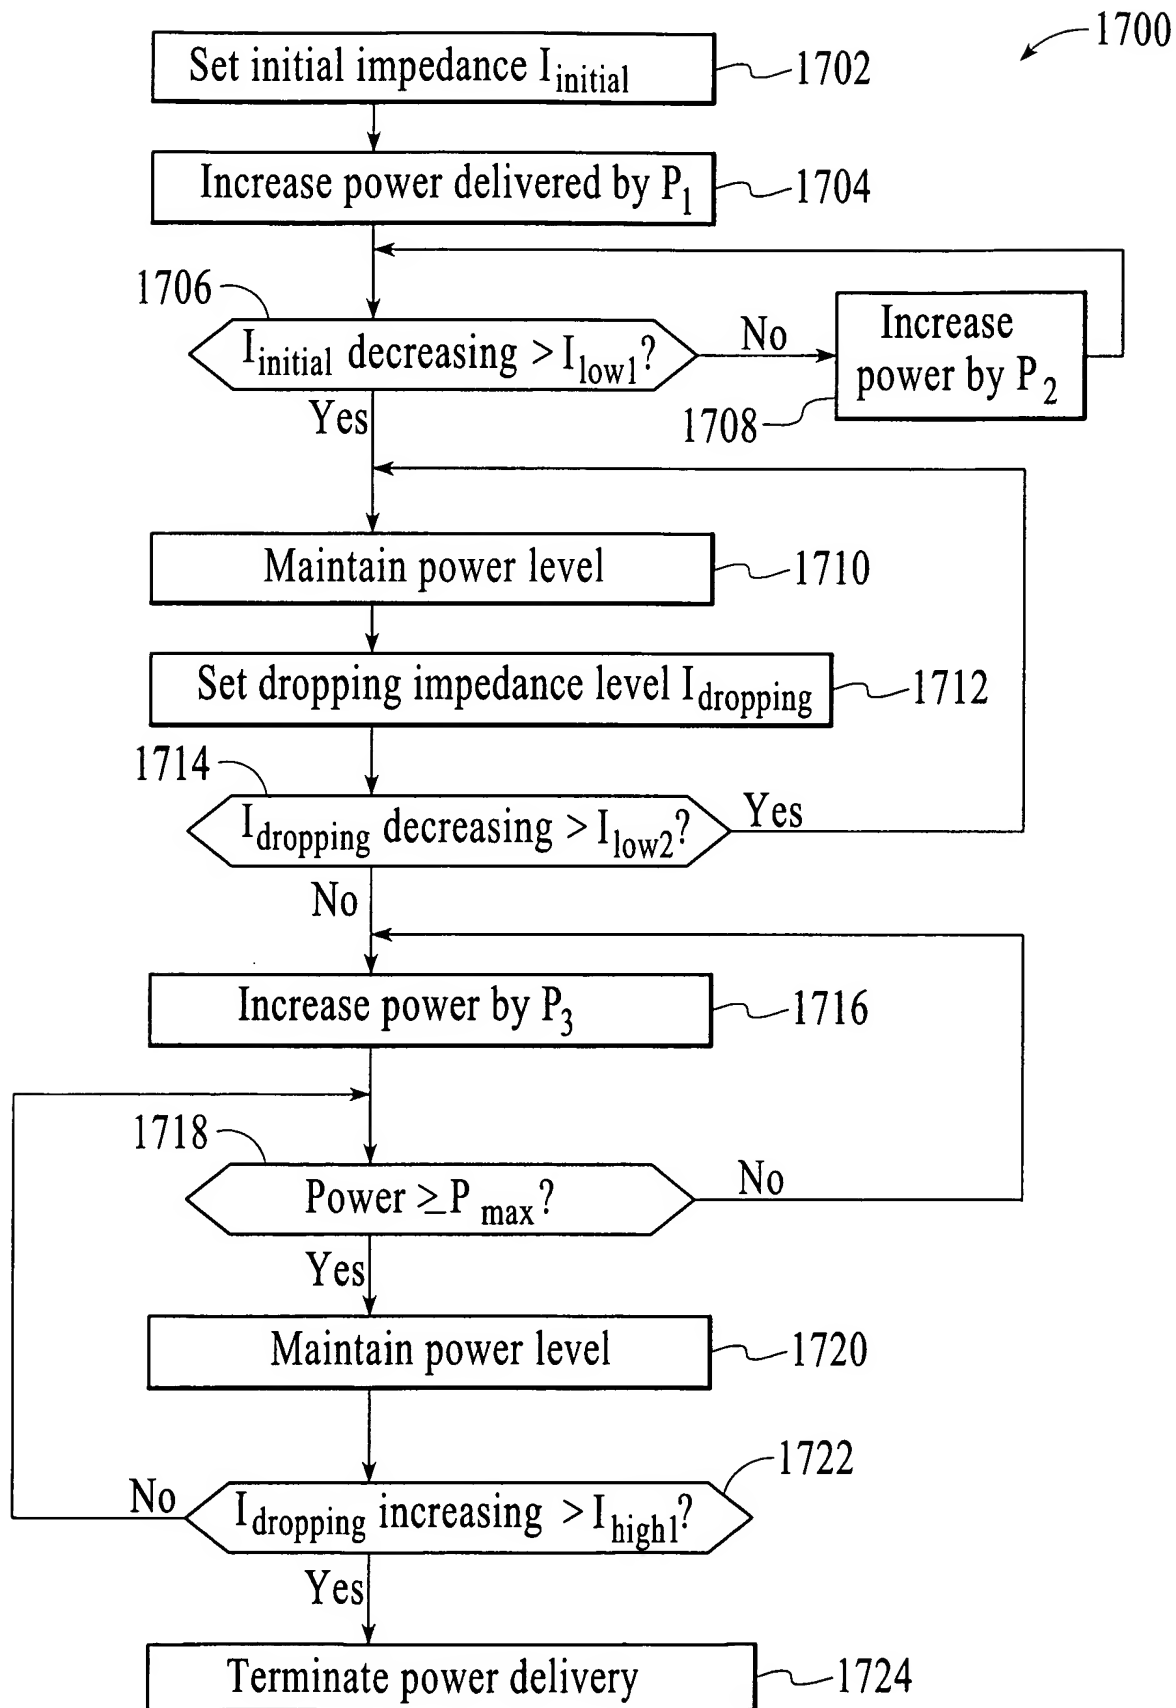 1700
Set initial impedance I_initial
1702
Increase power delivered by P_1
1704
1706
I_initial decreasing > I_low1?
No
Increase
power by P_2
1708
Yes
Maintain power level
1710
Set dropping impedance level I_dropping
1712
1714
I_dropping decreasing > I_low2?
Yes
No
Increase power by P_3
1716
1718
Power ≥ P_max?
No
Yes
Maintain power level
1720
1722
I_dropping increasing > I_high1?
No
Yes
Terminate power delivery
1724